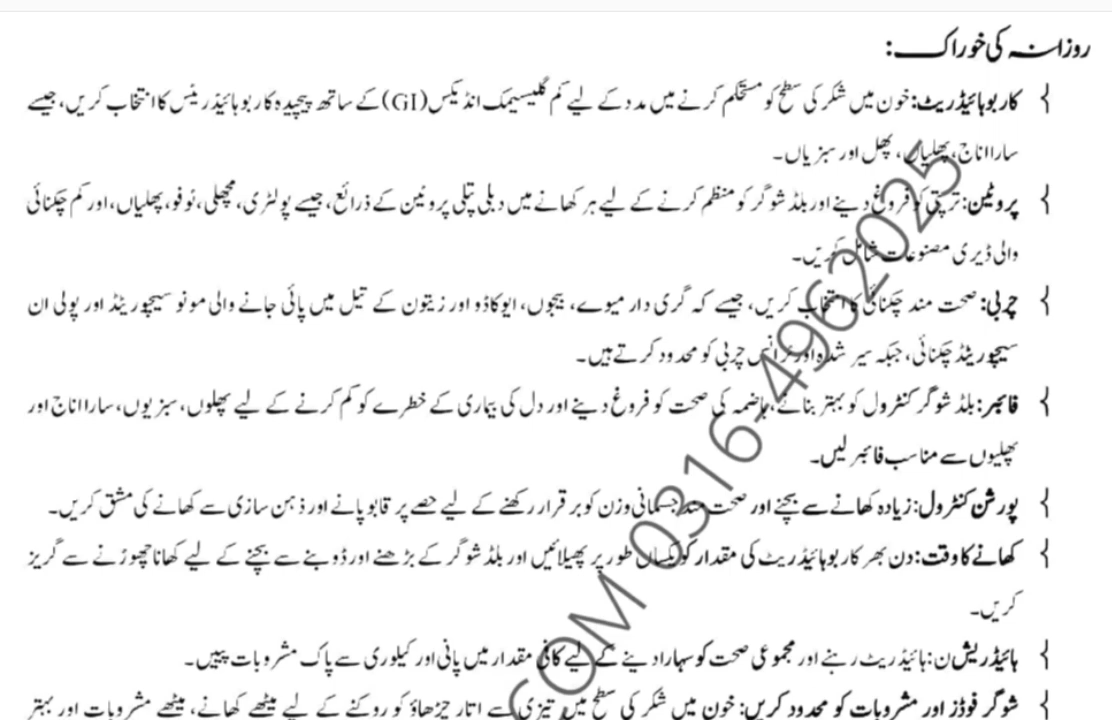 روزانہ کی خوراک:
} کاربوہائیڈریٹ: خون میں شکر کی سطح کو مستحکم کرنے میں مدد کے لیے کم گلیسیمک انڈیکس (GI) کے ساتھ پیچیدہ کاربوہائیڈریٹس کا انتخاب کریں، جیسے
سارا اناج، پھلیاں، پھل اور سبزیاں۔
} پروٹین: ترپتی کو فروغ دینے اور بلڈ شوگر کو منظم کرنے کے لیے ہر کھانے میں دبلی پتلی پروٹین کے ذرائع، جیسے پولٹری، مچھلی، ٹوفو، پھلیاں، اور کم چکنائی
والی ڈیری مصنوعات شامل کریں۔
} چربی: صحت مند چکنائی کا انتخاب کریں، جیسے کہ گری دار میوے، بیجوں، ایوکاڈو اور زیتون کے تیل میں پائی جانے والی مونو سیچوریٹڈ اور پولی ان
سیچوریٹڈ چکنائی، جبکہ سیر شدہ اور ٹرانس چربی کو محدود کرتے ہیں۔
} فائبر: بلڈ شوگر کنٹرول کو بہتر بنانے، ہاضمہ کی صحت کو فروغ دینے اور دل کی بیماری کے خطرے کو کم کرنے کے لیے پھلوں، سبزیوں، سارا اناج اور
پھلیوں سے مناسب فائبر لیں۔
} پورشن کنٹرول: زیادہ کھانے سے بچنے اور صحت مند جسمانی وزن کو برقرار رکھنے کے لیے حصے پر قابو پانے اور ذہن سازی سے کھانے کی مشق کریں۔
} کھانے کا وقت: دن بھر کاربوہائیڈریٹ کی مقدار کو یکساں طور پر پھیلائیں اور بلڈ شوگر کے بڑھنے اور ڈوبنے سے بچنے کے لیے کھانا چھوڑنے سے گریز
کریں۔
} ہائیڈریشن ن: ہائیڈریٹ رہنے اور مجموعی صحت کو سہارا دینے کے لیے کافی مقدار میں پانی اور کیلوری سے پاک مشروبات پیئیں۔
} شوگر فوڈز اور مشروبات کو محدود کریں: خون میں شکر کی سطح میں تیزی سے اتار چڑھاؤ کو روکنے کے لیے میٹھے کھانے، میٹھے مشروبات اور بہتر
COM 0316-4962025